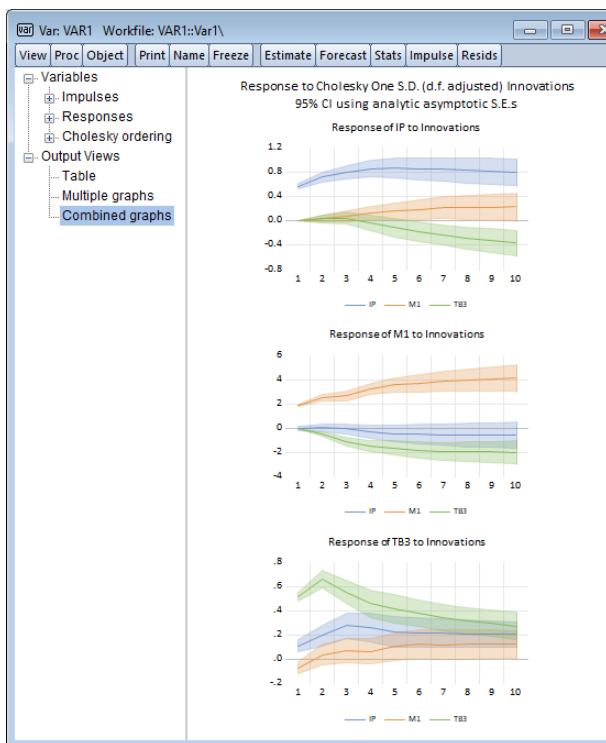 var Var: VAR1 Workfile: VAR1::Var1\
View Proc Object Print Name Freeze Estimate Forecast Stats Impulse Resids
Variables
Impulses
Responses
Cholesky ordering
Output Views
Table
Multiple graphs
Combined graphs
Response to Cholesky One S.D. (d.f. adjusted) Innovations
95% CI using analytic asymptotic S.E.s
Response of IP to Innovations
1.2
0.8
0.4
0.0
-0.4
-0.8
1 2 3 4 5 6 7 8 9 10
IP M1 TB3
Response of M1 to Innovations
6
4
2
0
-2
-4
1 2 3 4 5 6 7 8 9 10
IP M1 TB3
Response of TB3 to Innovations
.8
.6
.4
.2
.0
-.2
1 2 3 4 5 6 7 8 9 10
IP M1 TB3